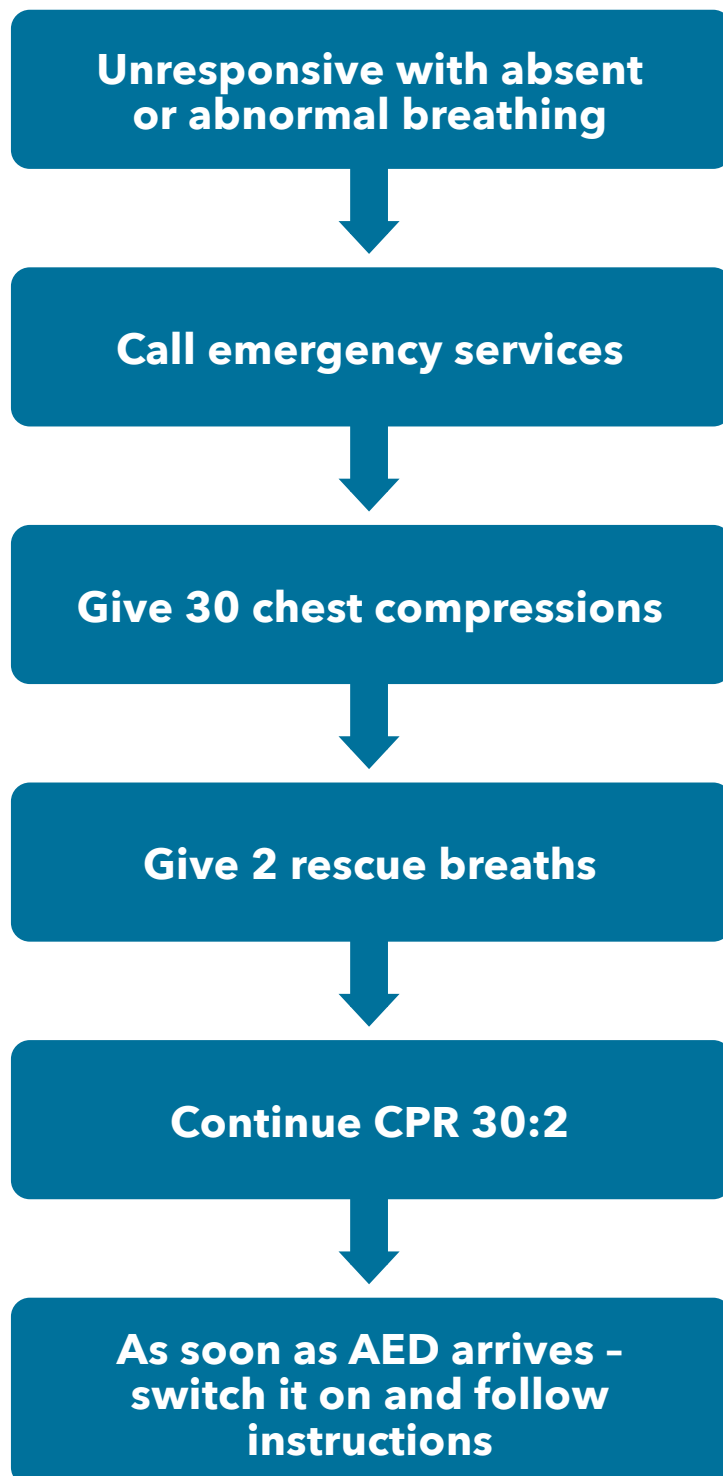 Unresponsive with absent
or abnormal breathing
Call emergency services
Give 30 chest compressions
Give 2 rescue breaths
Continue CPR 30:2
As soon as AED arrives –
switch it on and follow
instructions